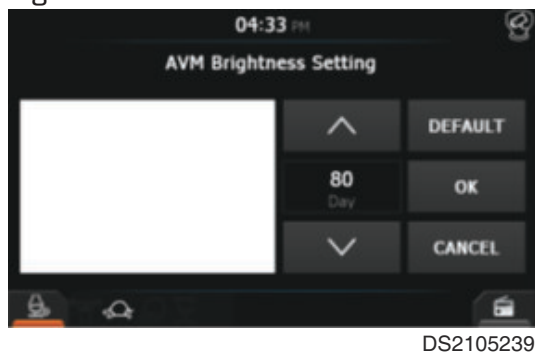 04:33 PM
AVM Brightness Setting
DEFAULT
80
Day
OK
CANCEL
DS2105239